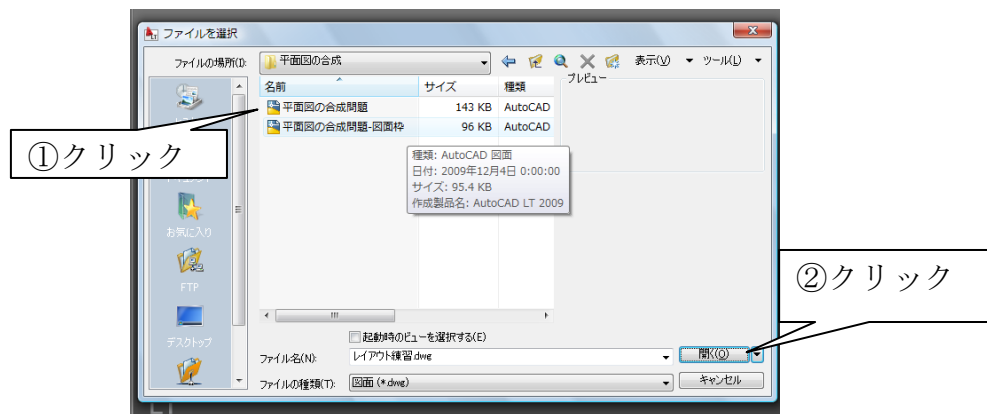 ファイルを選択
ファイルの場所(I):
平面図の合成
表示(V)
ツール(L)
名前
サイズ
種類
プレビュー
平面図の合成問題
143 KB
AutoCAD
平面図の合成問題-図面枠
96 KB
AutoCAD
①クリック
種類: AutoCAD 図面
日付: 2009年12月4日 0:00:00
サイズ: 95.4 KB
作成製品名: AutoCAD LT 2009
お気に入り
FTP
デスクトップ
②クリック
起動時のビューを選択する(E)
ファイル名(N):
レイアウト練習.dwg
開く(O)
ファイルの種類(T):
図面 (*.dwg)
キャンセル